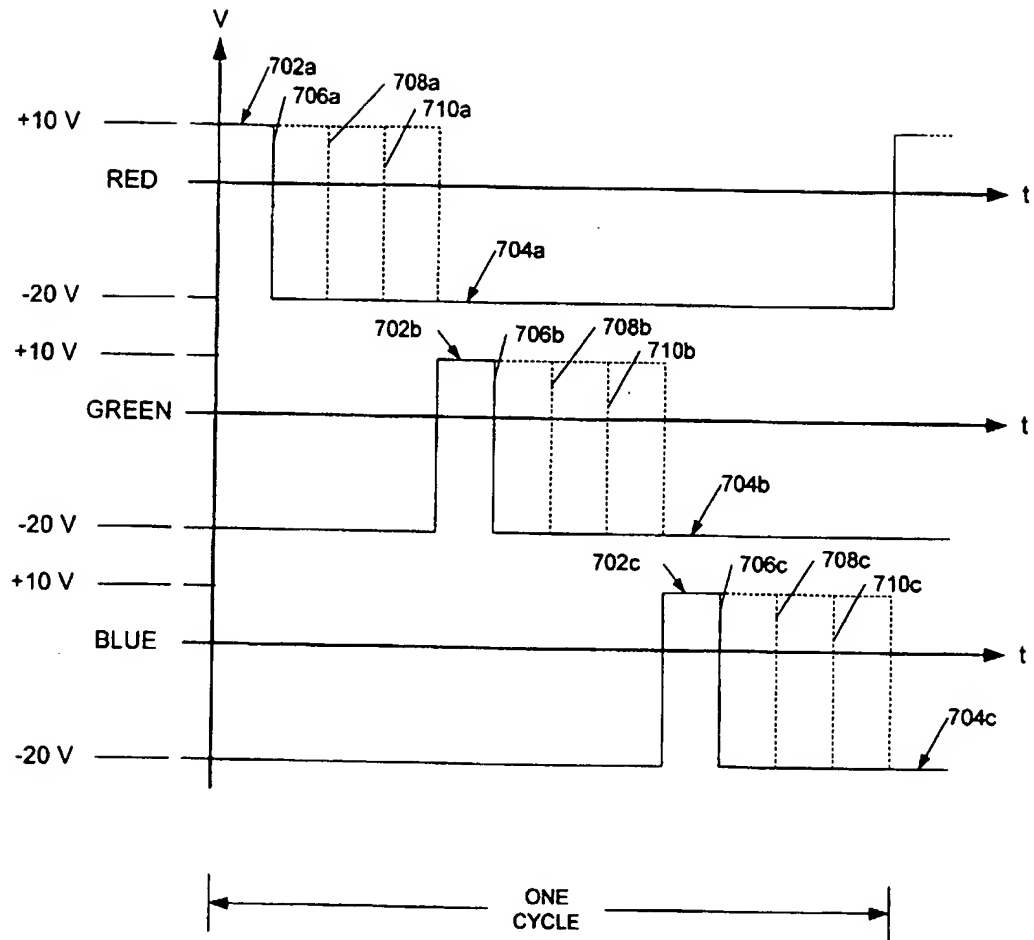 V
702a
706a
708a
710a
+10 V
RED
t
-20 V
704a
+10 V
702b
706b
708b
710b
GREEN
t
-20 V
704b
+10 V
702c
706c
708c
710c
BLUE
t
-20 V
704c
ONE
CYCLE